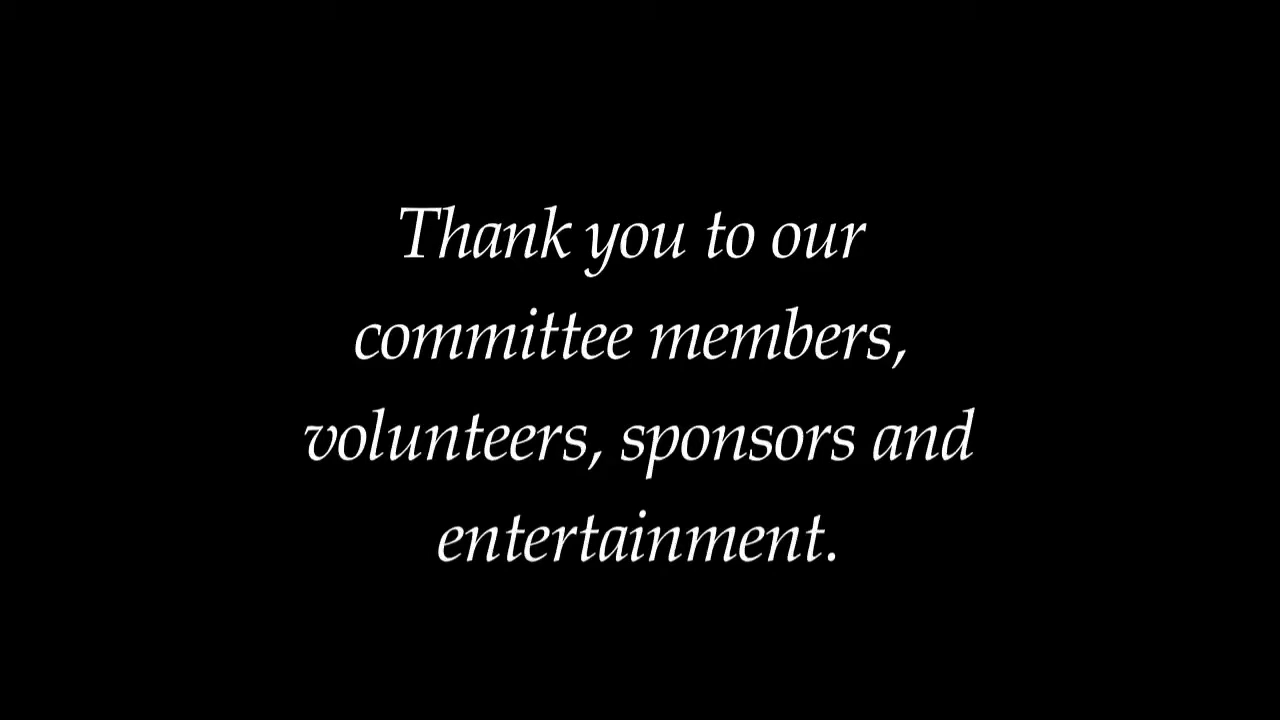 Thank you to our
committee members,
volunteers, sponsors and
entertainment.